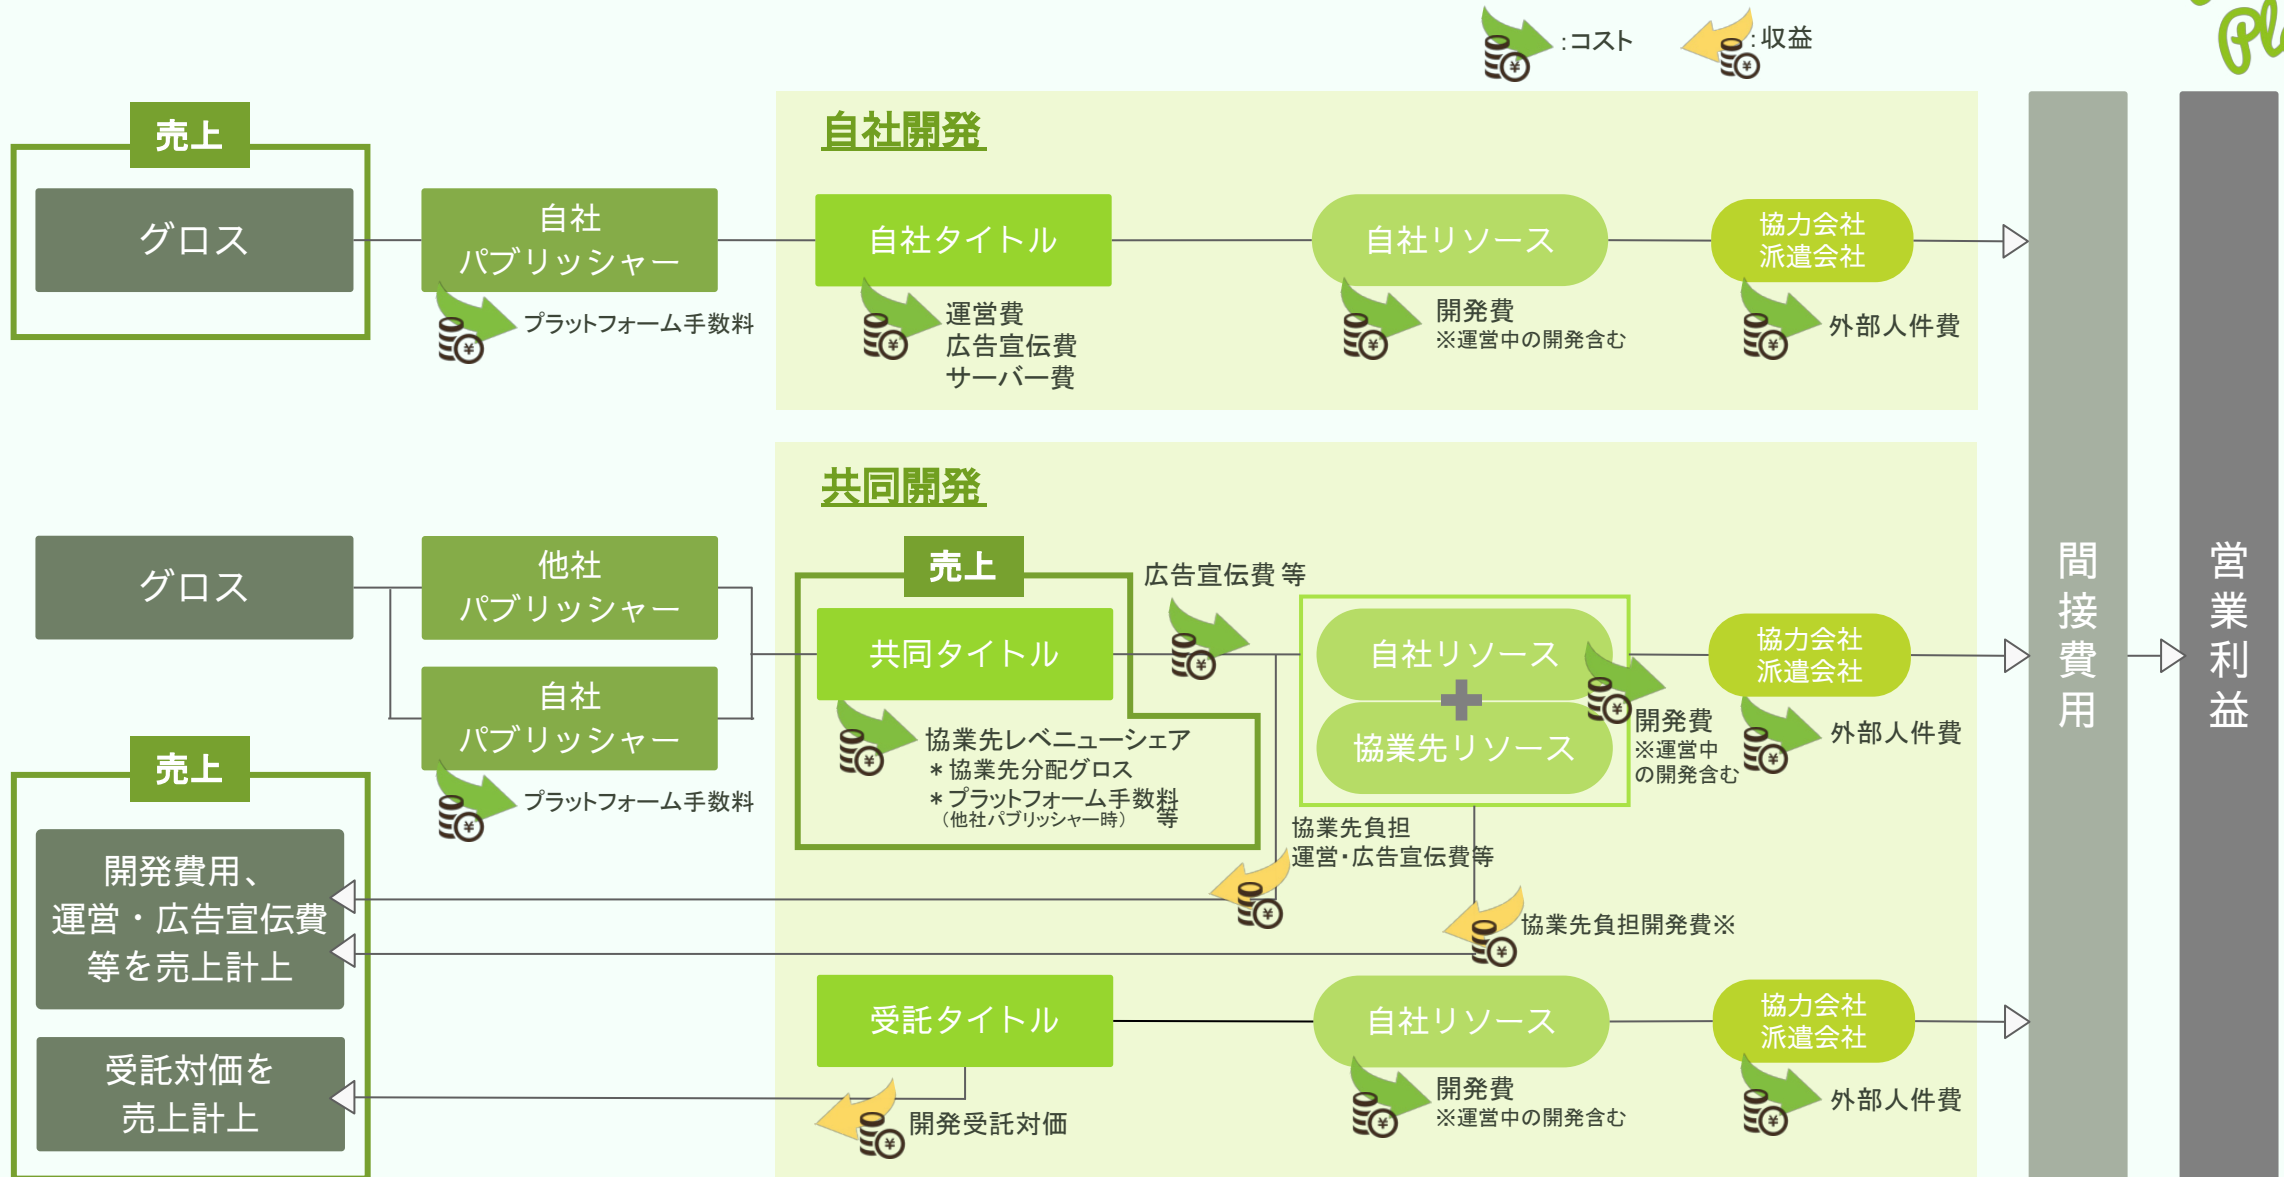 :コスト
:収益
売上
グロス
自社
パブリッシャー
プラットフォーム手数料
自社開発
自社タイトル
運営費
広告宣伝費
サーバー費
自社リソース
開発費
※運営中の開発含む
協力会社
派遣会社
外部人件費
グロス
他社
パブリッシャー
自社
パブリッシャー
プラットフォーム手数料
共同開発
売上
共同タイトル
協業先レベニューシェア
＊協業先分配グロス
＊プラットフォーム手数料
（他社パブリッシャー時） 等
広告宣伝費 等
自社リソース
協業先リソース
開発費
※運営中
の開発含む
協力会社
派遣会社
外部人件費
協業先負担
運営・広告宣伝費等
協業先負担開発費※
売上
開発費用、
運営・広告宣伝費
等を売上計上
受託対価を
売上計上
受託タイトル
開発受託対価
自社リソース
開発費
※運営中の開発含む
協力会社
派遣会社
外部人件費
間接費用
営業利益